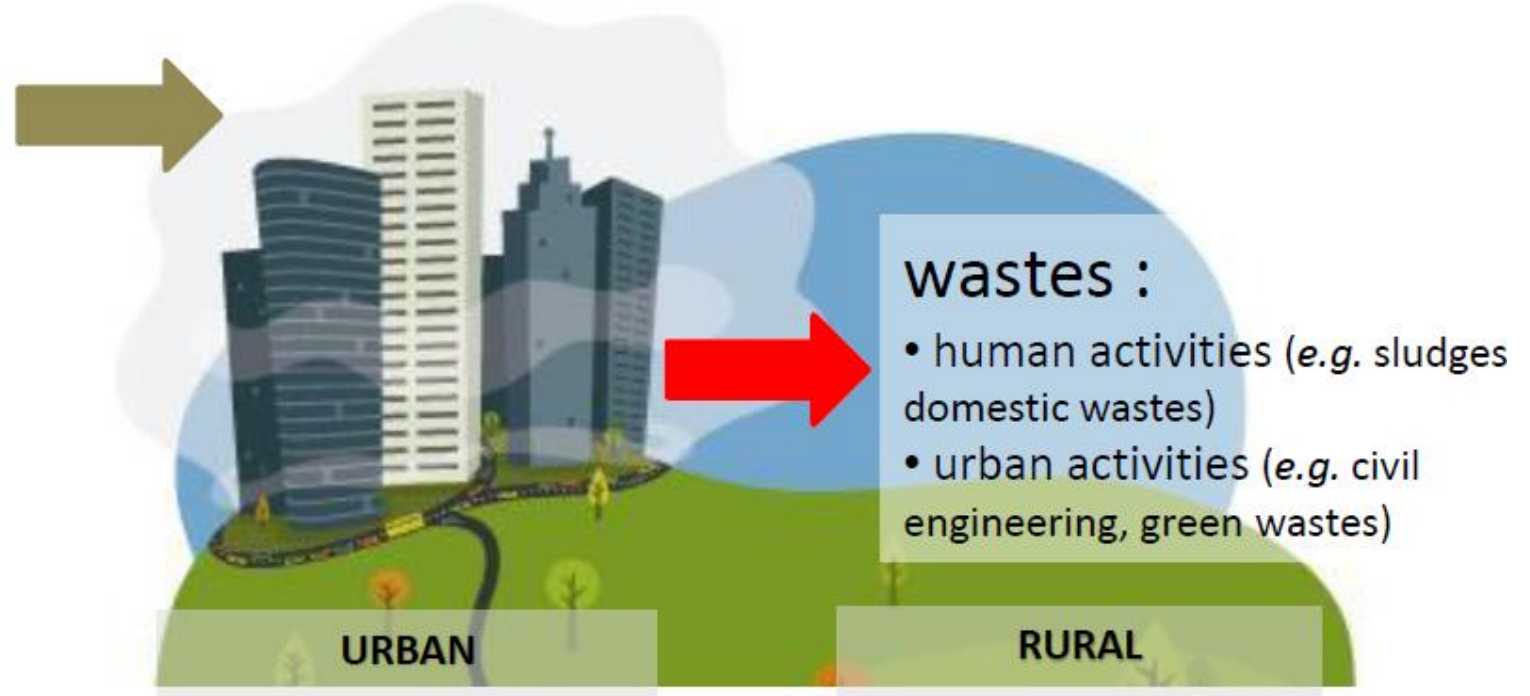 wastes :
• human activities (e.g. sludges
domestic wastes)
• urban activities (e.g. civil
engineering, green wastes)
URBAN
RURAL